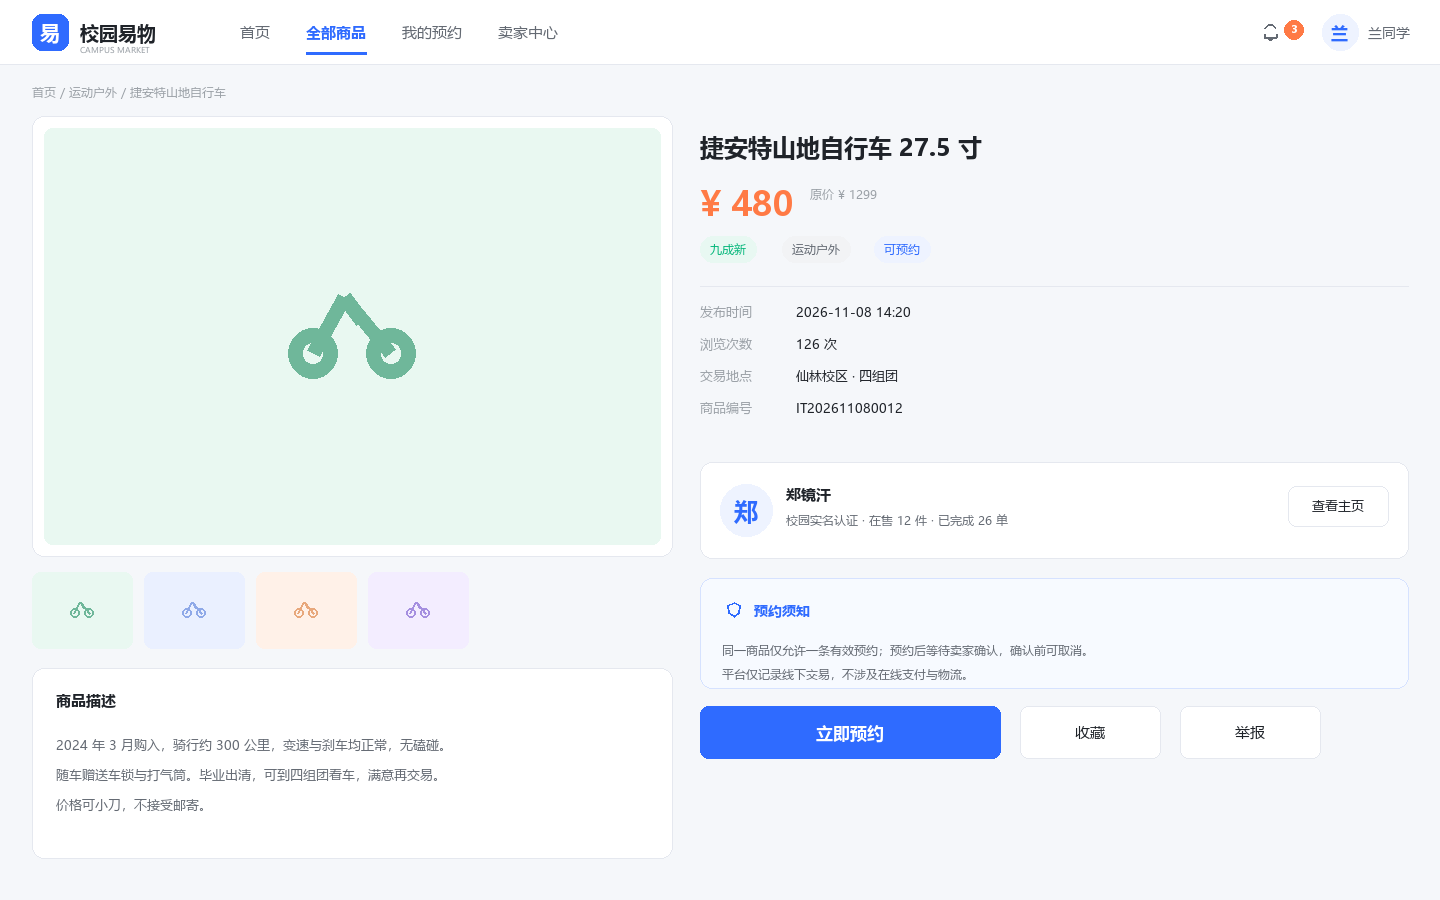 易 校园易物
CAMPUS MARKET
首页 全部商品 我的预约 卖家中心
3 兰 兰同学
首页 / 运动户外 / 捷安特山地自行车
捷安特山地自行车 27.5 寸
¥ 480 原价 ¥ 1299
九成新 运动户外 可预约
发布时间 2026-11-08 14:20
浏览次数 126 次
交易地点 仙林校区 · 四组团
商品编号 IT202611080012
郑 郑镜汗
校园实名认证 · 在售 12 件 · 已完成 26 单
查看主页
预约须知
同一商品仅允许一条有效预约；预约后等待卖家确认，确认前可取消。
平台仅记录线下交易，不涉及在线支付与物流。
立即预约 收藏 举报
商品描述
2024 年 3 月购入，骑行约 300 公里，变速与刹车均正常，无磕碰。
随车赠送车锁与打气筒。毕业出清，可到四组团看车，满意再交易。
价格可小刀，不接受邮寄。